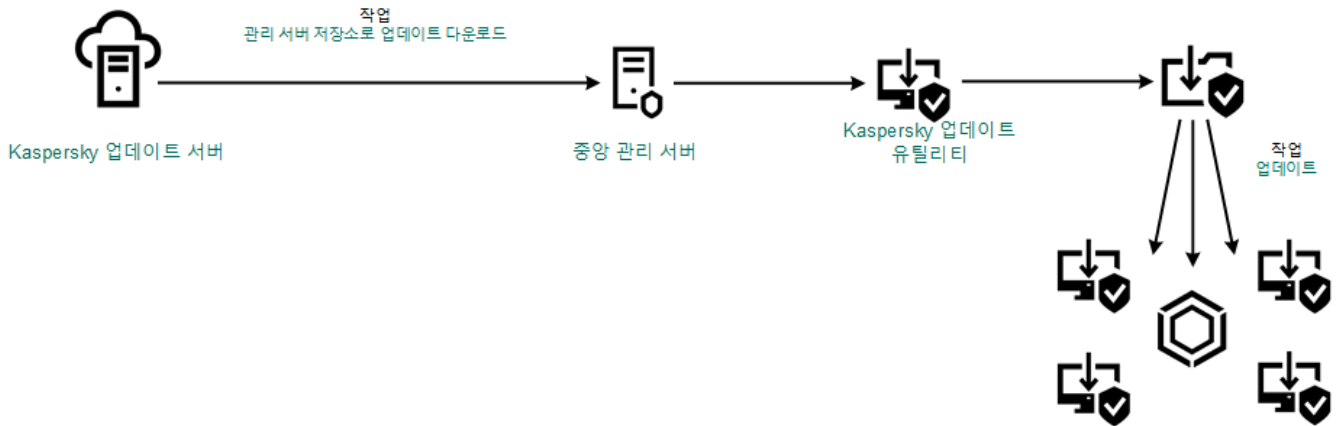 작업
관리 서버 저장소로 업데이트 다운로드
Kaspersky 업데이트 서버
중앙 관리 서버
Kaspersky 업데이트
유틸리티
작업
업데이트